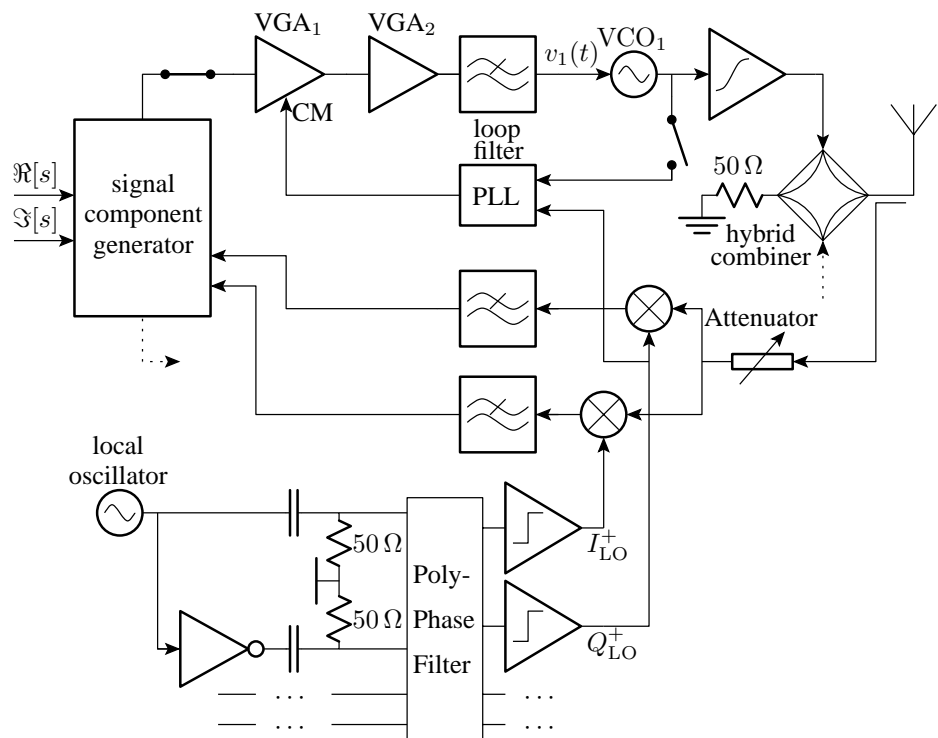 VGA₁
VGA₂
v₁(t)
VCO₁
CM
loop
filter
PLL
50 Ω
hybrid
combiner
ℜ[s]
ℑ[s]
signal
component
generator
Attenuator
local
oscillator
50 Ω
50 Ω
Poly-
Phase
Filter
I⁺LO
Q⁺LO
. . .
. . .
. . .
. . .